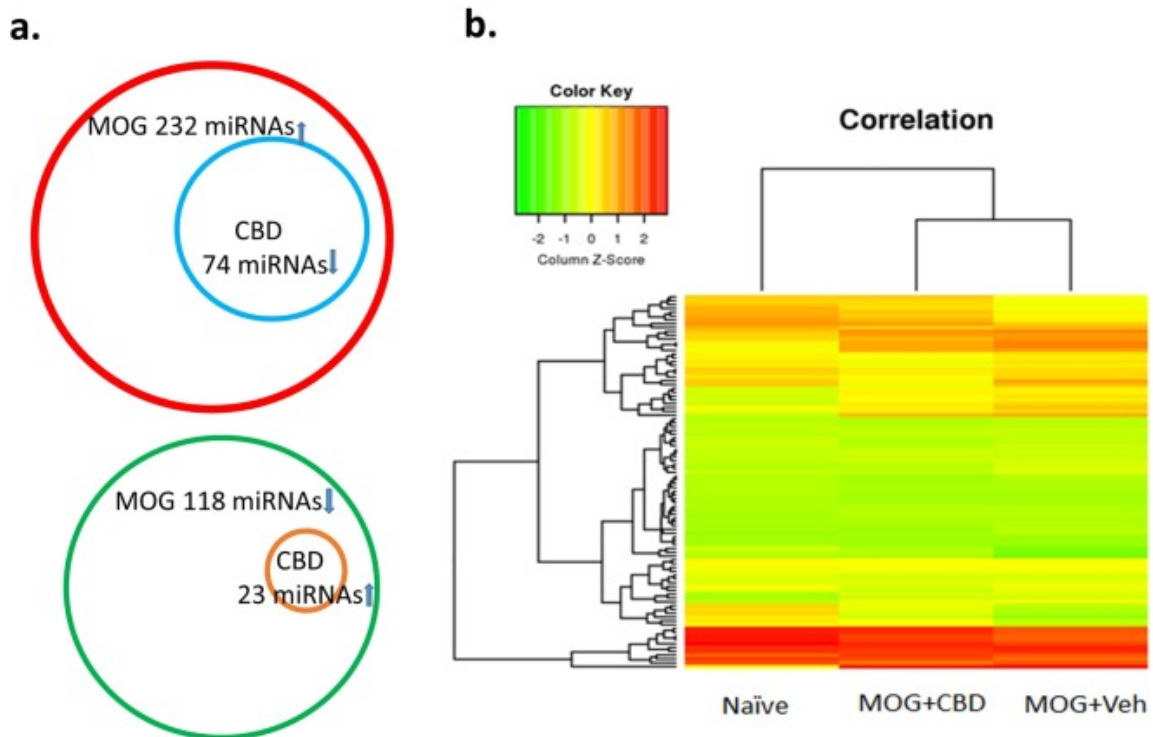 a.
MOG 232 miRNAs↑
CBD
74 miRNAs↓
MOG 118 miRNAs↓
CBD
23 miRNAs↑
b.
Color Key
-2 -1 0 1 2
Column Z-Score
Correlation
Naïve MOG+CBD MOG+Veh